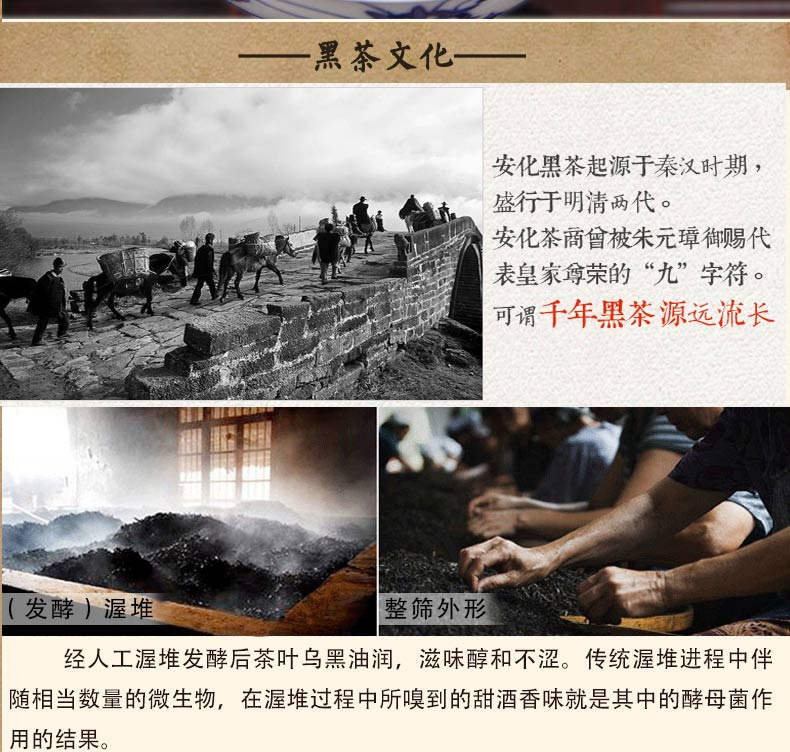 黑茶文化
安化黑茶起源于秦汉时期，
盛行于明清两代。
安化茶商曾被朱元璋御赐代
表皇家尊荣的“九”字符。
可谓千年黑茶 源远流长
（发酵）渥堆
整筛外形
经人工渥堆发酵后茶叶乌黑油润，滋味醇和不涩。传统渥堆进程中伴
随相当数量的微生物，在渥堆过程中所嗅到的甜酒香味就是其中的酵母菌作
用的结果。